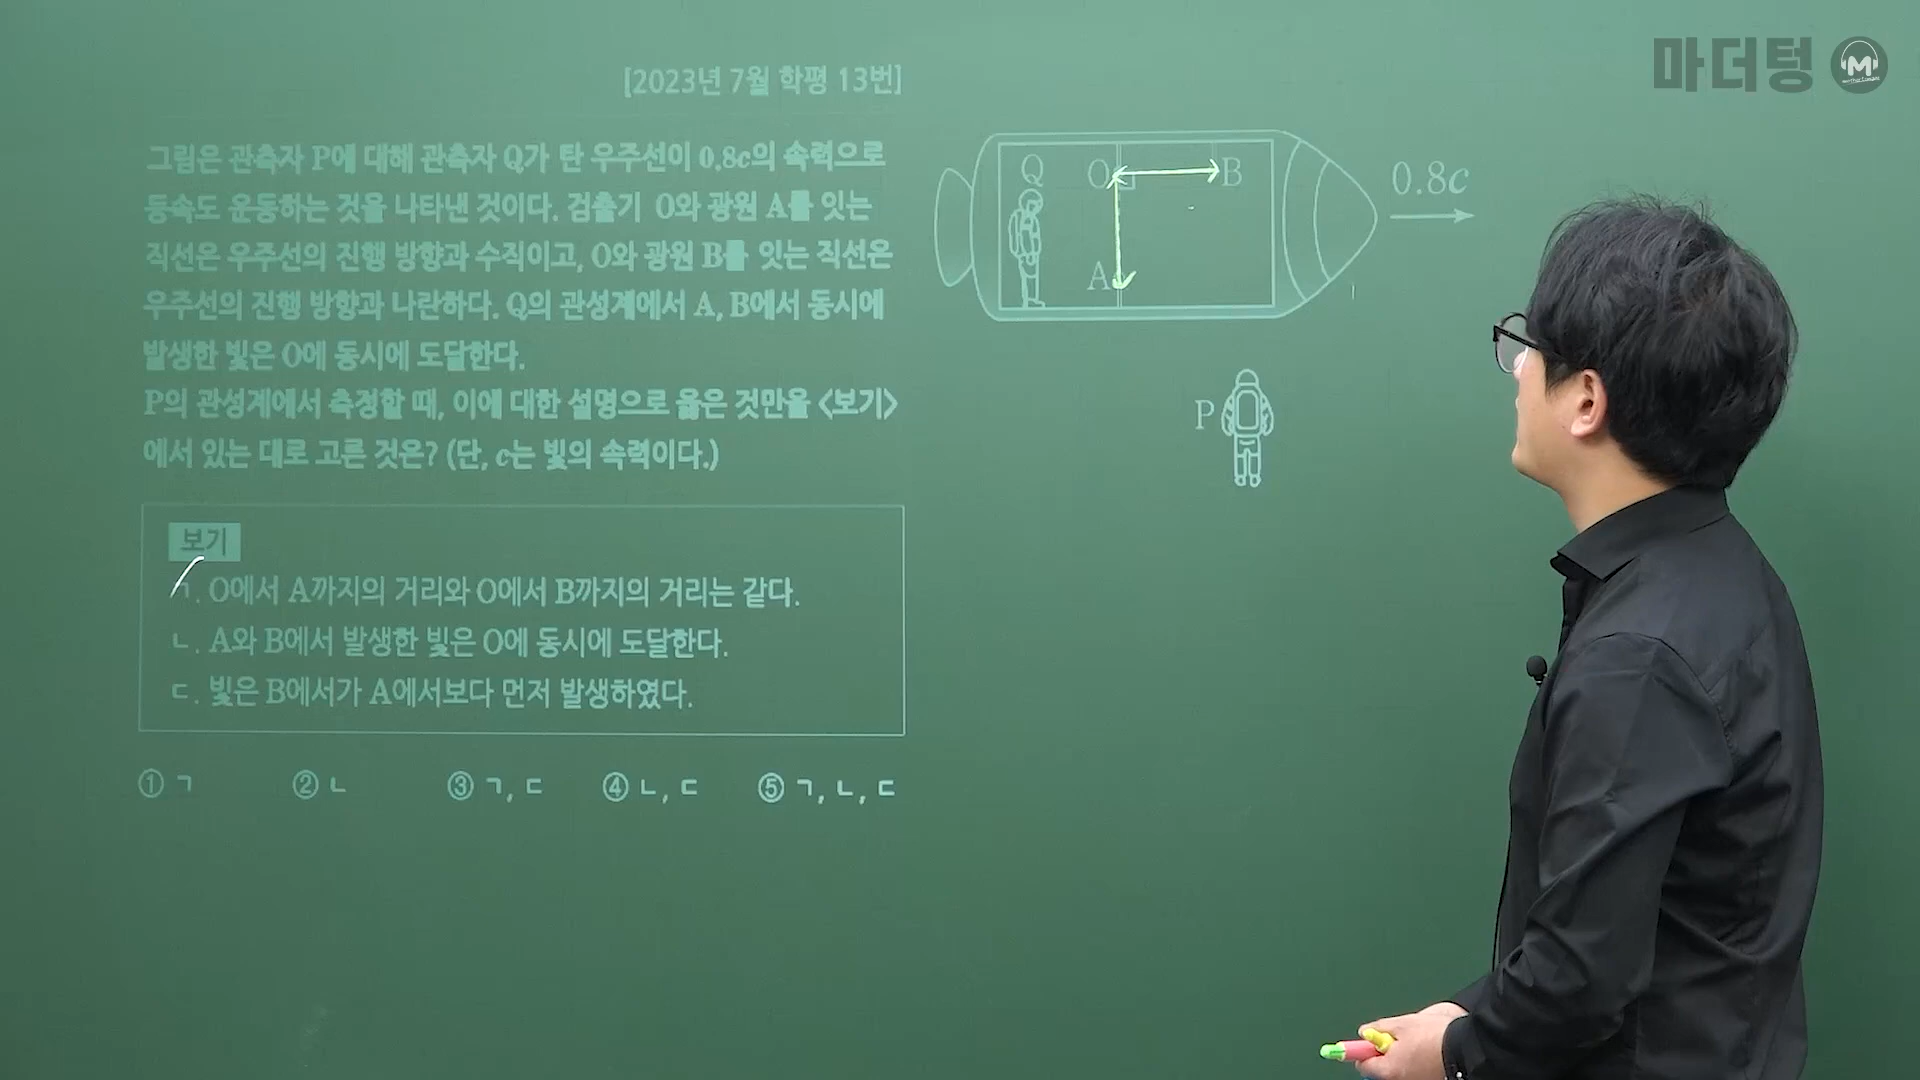 마더텅 M
[2023년 7월 학평 13번]
그림은 관측자 P에 대해 관측자 Q가 탄 우주선이 0.8c의 속력으로
등속도 운동하는 것을 나타낸 것이다. 검출기 O와 광원 A를 잇는
직선은 우주선의 진행 방향과 수직이고, O와 광원 B를 잇는 직선은
우주선의 진행 방향과 나란하다. Q의 관성계에서 A, B에서 동시에
발생한 빛은 O에 동시에 도달한다.
P의 관성계에서 측정할 때, 이에 대한 설명으로 옳은 것만을 <보기>
에서 있는 대로 고른 것은? (단, c는 빛의 속력이다.)
보기
ㄱ. O에서 A까지의 거리와 O에서 B까지의 거리는 같다.
ㄴ. A와 B에서 발생한 빛은 O에 동시에 도달한다.
ㄷ. 빛은 B에서가 A에서보다 먼저 발생하였다.
① ㄱ ② ㄴ ③ ㄱ, ㄷ ④ ㄴ, ㄷ ⑤ ㄱ, ㄴ, ㄷ
Q O B
A
0.8c
P